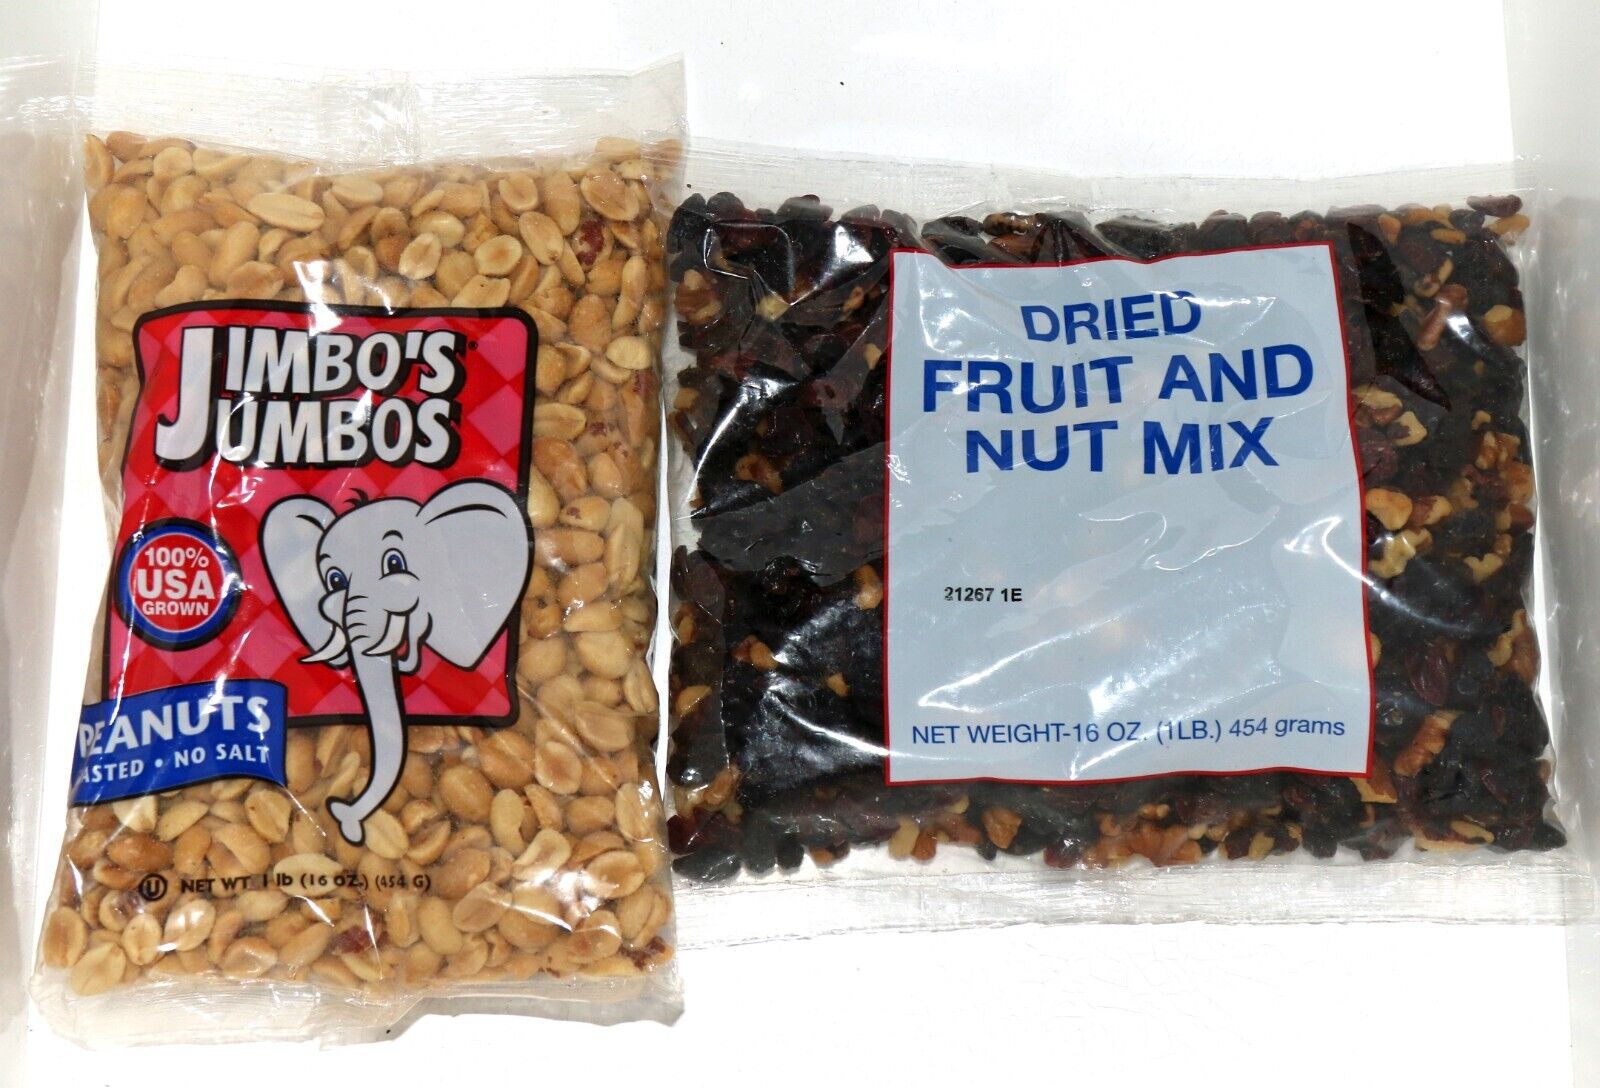 JIMBO'S®
JUMBOS
100%
USA
GROWN
PEANUTS
ASTED • NO SALT
U NET WT. 1 lb (16 OZ.) (454 G)
DRIED
FRUIT AND
NUT MIX
21267 1E
NET WEIGHT-16 OZ. (1LB.) 454 grams